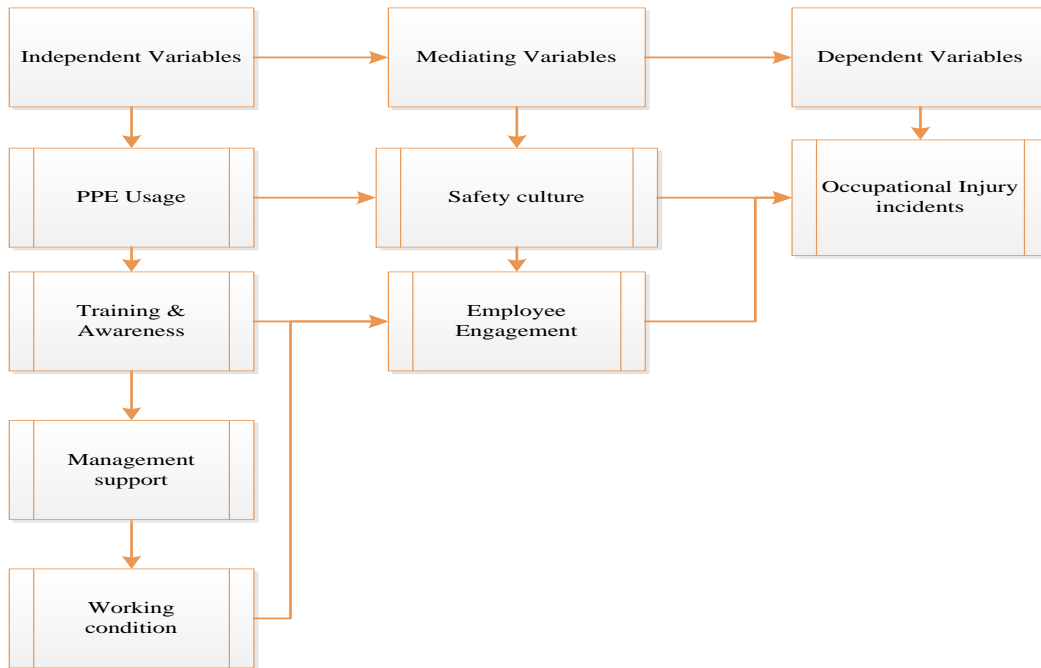 Independent Variables
Mediating Variables
Dependent Variables
PPE Usage
Safety culture
Occupational Injury
incidents
Training &
Awareness
Employee
Engagement
Management
support
Working
condition